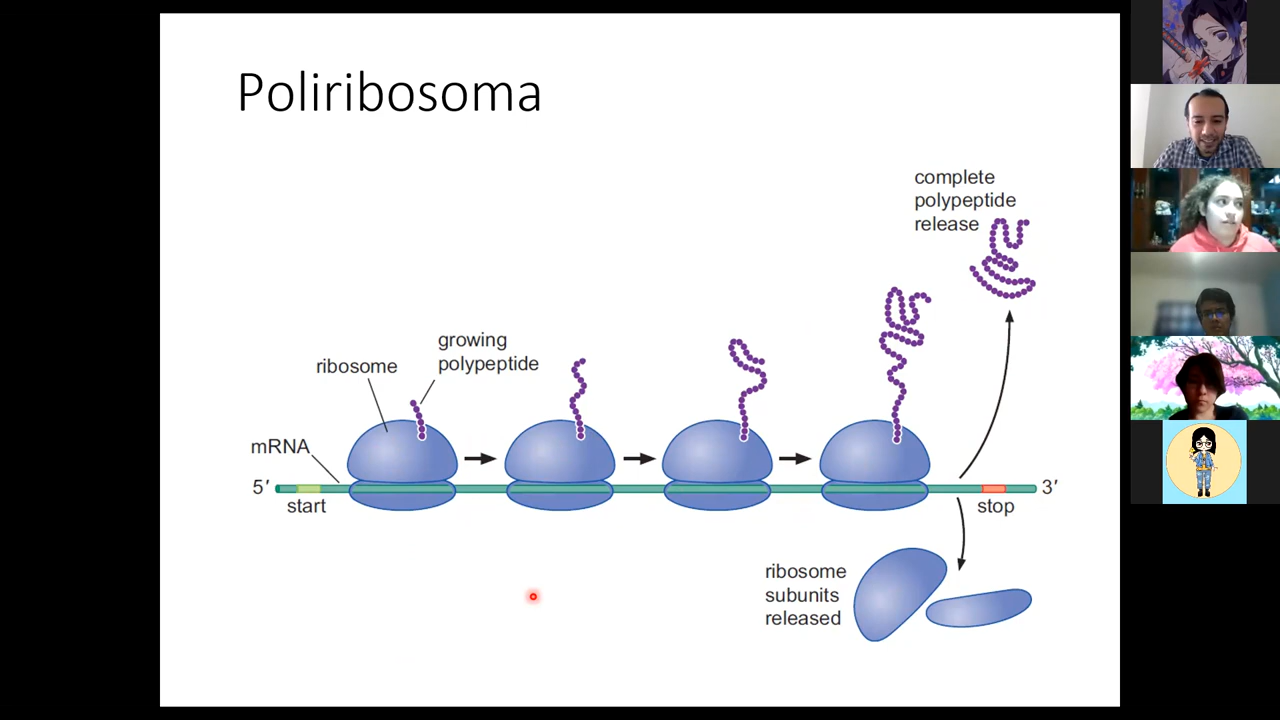 Poliribosoma
complete
polypeptide
release
growing
polypeptide
ribosome
mRNA
5′
3′
start
stop
ribosome
subunits
released